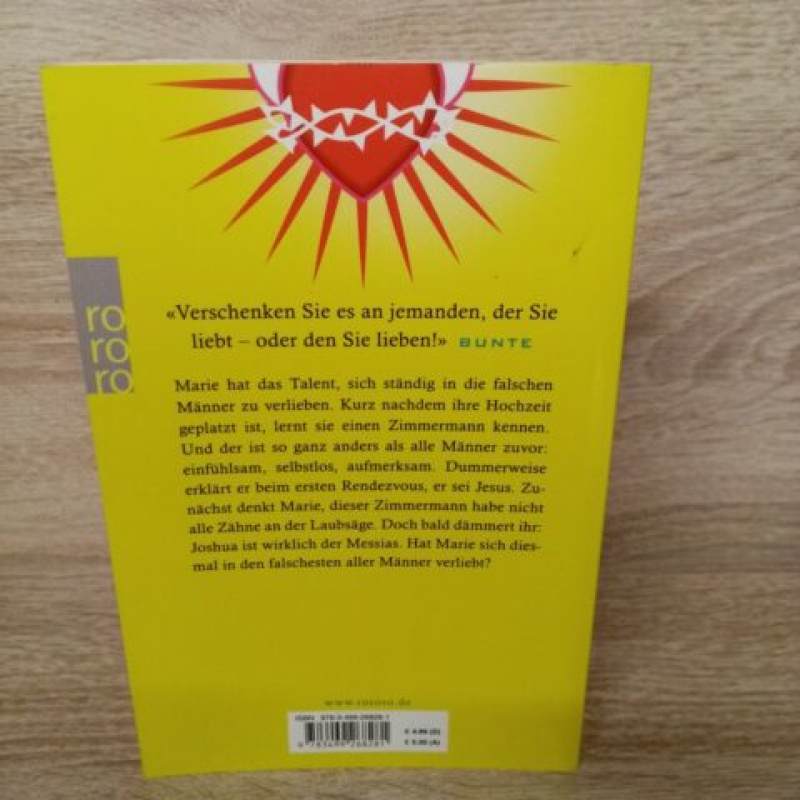 «Verschenken Sie es an jemanden, der Sie
liebt – oder den Sie lieben!» BUNTE
ro
ro
ro
Marie hat das Talent, sich ständig in die falschen
Männer zu verlieben. Kurz nachdem ihre Hochzeit
geplatzt ist, lernt sie einen Zimmermann kennen.
Und der ist so ganz anders als alle Männer zuvor:
einfühlsam, selbstlos, aufmerksam. Dummerweise
erklärt er beim ersten Rendezvous, er sei Jesus. Zu-
nächst denkt Marie, dieser Zimmermann habe nicht
alle Zähne an der Laubsäge. Doch bald dämmert ihr:
Joshua ist wirklich der Messias. Hat Marie sich dies-
mal in den falschesten aller Männer verliebt?
www.rororo.de
ISBN
9 783499 268281